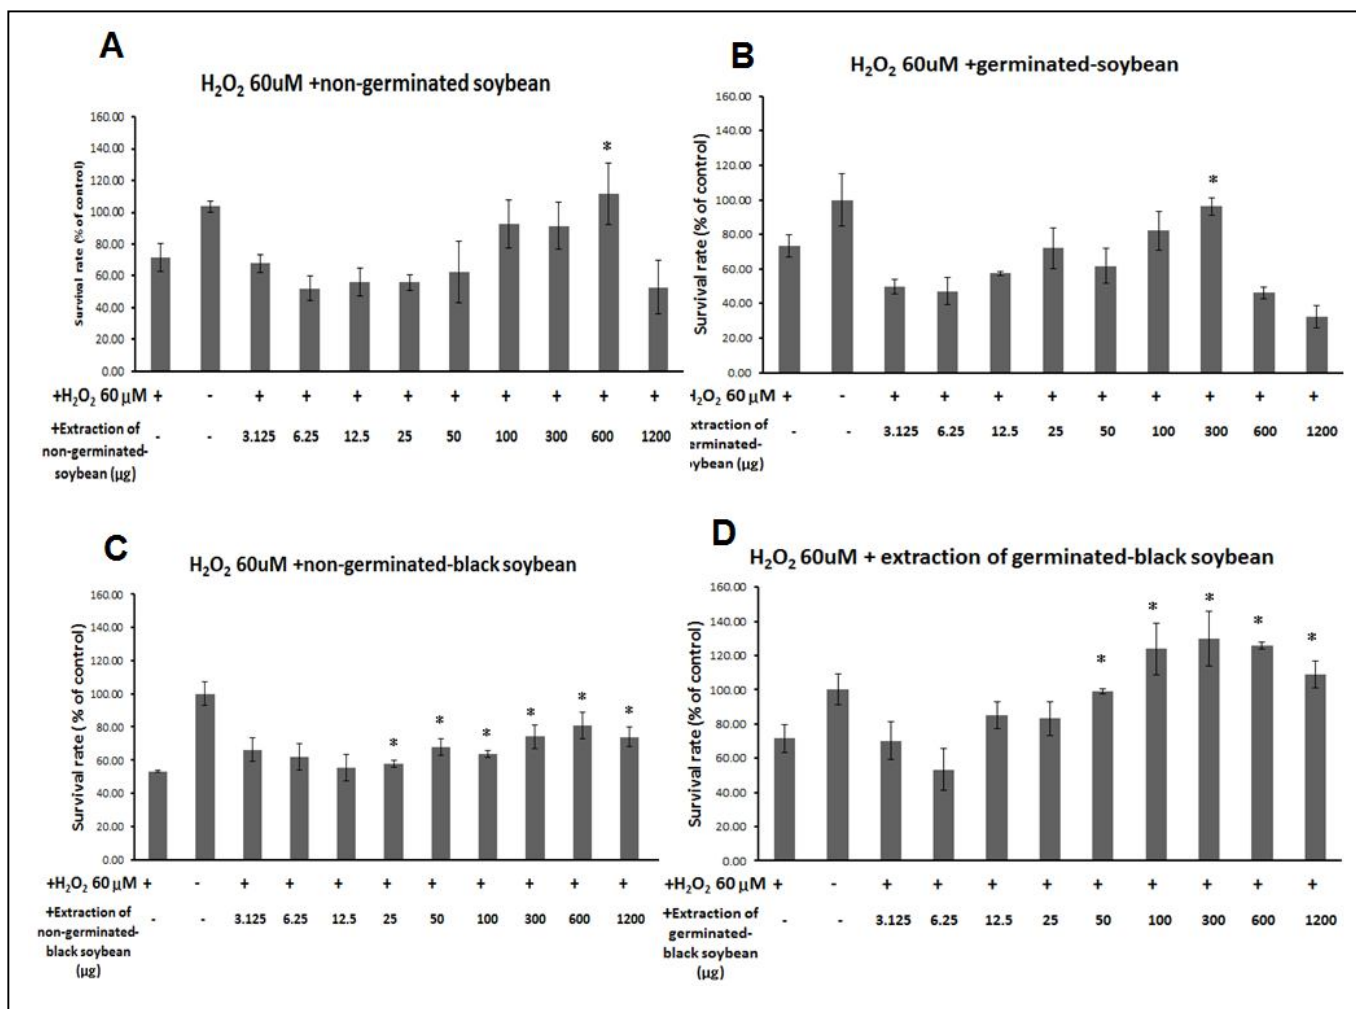 A
H₂O₂ 60uM +non-germinated soybean
Survival rate (% of control)
160.00
140.00
120.00
100.00
80.00
60.00
40.00
20.00
0.00
*
+H₂O₂ 60 µM + - + + + + + + + + +
+Extraction of
non-germinated-
soybean (µg)
- - 3.125 6.25 12.5 25 50 100 300 600 1200
B
H₂O₂ 60uM +germinated-soybean
Survival rate (% of control)
160.00
140.00
120.00
100.00
80.00
60.00
40.00
20.00
0.00
*
H₂O₂ 60 µM + - + + + + + + + + +
xtraction of
germinated-
oybean (µg)
- - 3.125 6.25 12.5 25 50 100 300 600 1200
C
H₂O₂ 60uM +non-germinated-black soybean
Survival rate (% of control)
160.00
140.00
120.00
100.00
80.00
60.00
40.00
20.00
0.00
* * * * * *
+H₂O₂ 60 µM + - + + + + + + + + +
+Extraction of
non-germinated-
black soybean
(µg)
- - 3.125 6.25 12.5 25 50 100 300 600 1200
D
H₂O₂ 60uM + extraction of germinated-black soybean
Survival rate (% of control)
160.00
140.00
120.00
100.00
80.00
60.00
40.00
20.00
0.00
* * * * *
+H₂O₂ 60 µM + - + + + + + + + + +
+Extraction of
germinated-
black soybean
(µg)
- - 3.125 6.25 12.5 25 50 100 300 600 1200